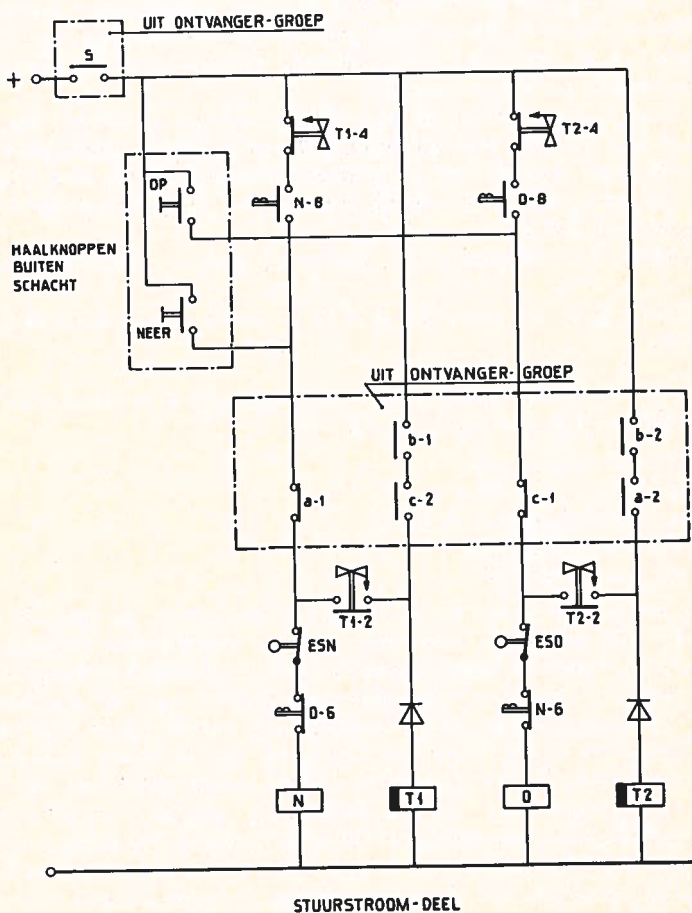 UIT ONTVANGER-GROEP
S
+
T1-4
T2-4
OP
N-8
O-8
HAALKNOPPEN
BUITEN
SCHACHT
NEER
UIT ONTVANGER-GROEP
b-1
b-2
a-1
c-2
c-1
a-2
T1-2
T2-2
ESN
ESO
O-6
N-6
N
T1
O
T2
STUURSTROOM-DEEL